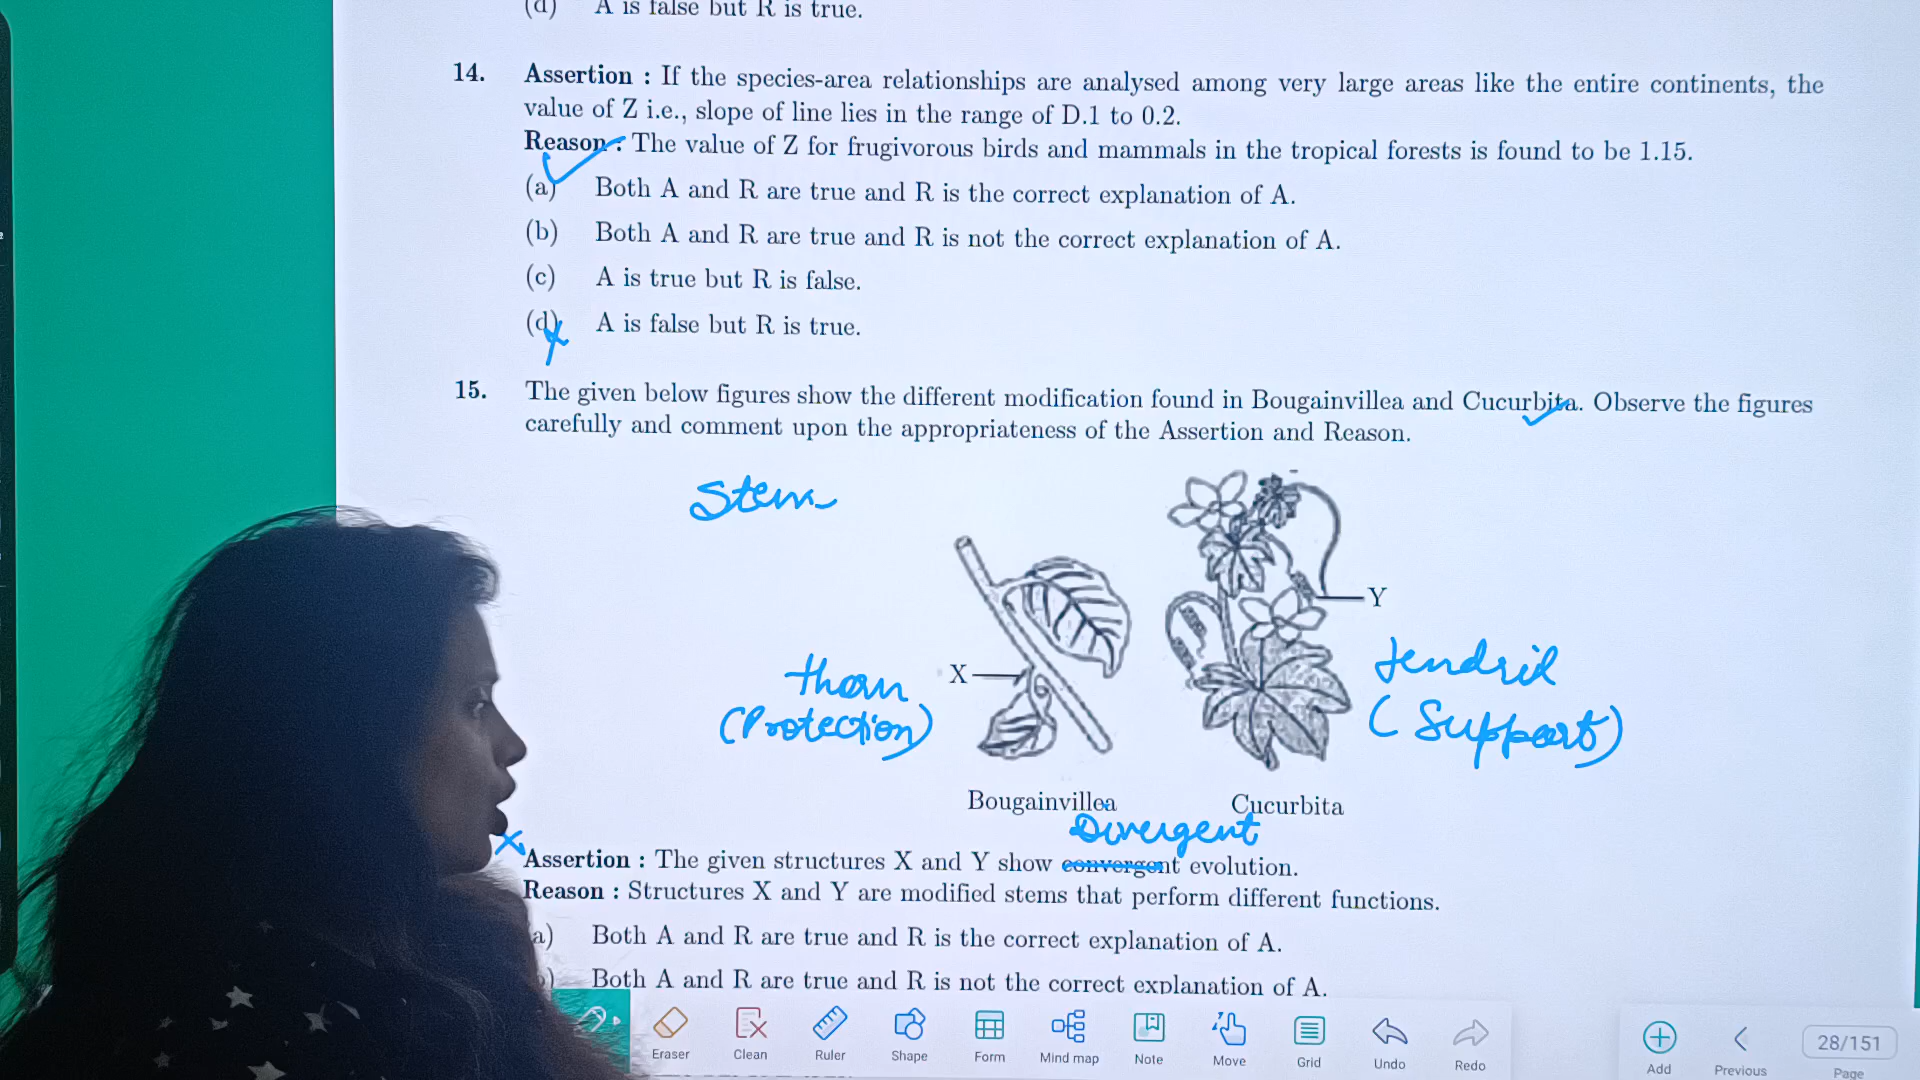 (d) A is false but R is true.
14. Assertion : If the species-area relationships are analysed among very large areas like the entire continents, the
value of Z i.e., slope of line lies in the range of D.1 to 0.2.
Reason : The value of Z for frugivorous birds and mammals in the tropical forests is found to be 1.15.
(a) Both A and R are true and R is the correct explanation of A.
(b) Both A and R are true and R is not the correct explanation of A.
(c) A is true but R is false.
(d) A is false but R is true.
15. The given below figures show the different modification found in Bougainvillea and Cucurbita. Observe the figures
carefully and comment upon the appropriateness of the Assertion and Reason.
Stem
Y
X
thorn
(Protection)
tendril
(Support)
Bougainvillea Cucurbita
Divergent
Assertion : The given structures X and Y show convergent evolution.
Reason : Structures X and Y are modified stems that perform different functions.
a) Both A and R are true and R is the correct explanation of A.
) Both A and R are true and R is not the correct explanation of A.
Eraser Clean Ruler Shape Form Mind map Note Move Grid Undo Redo Add Previous
28/151
Page